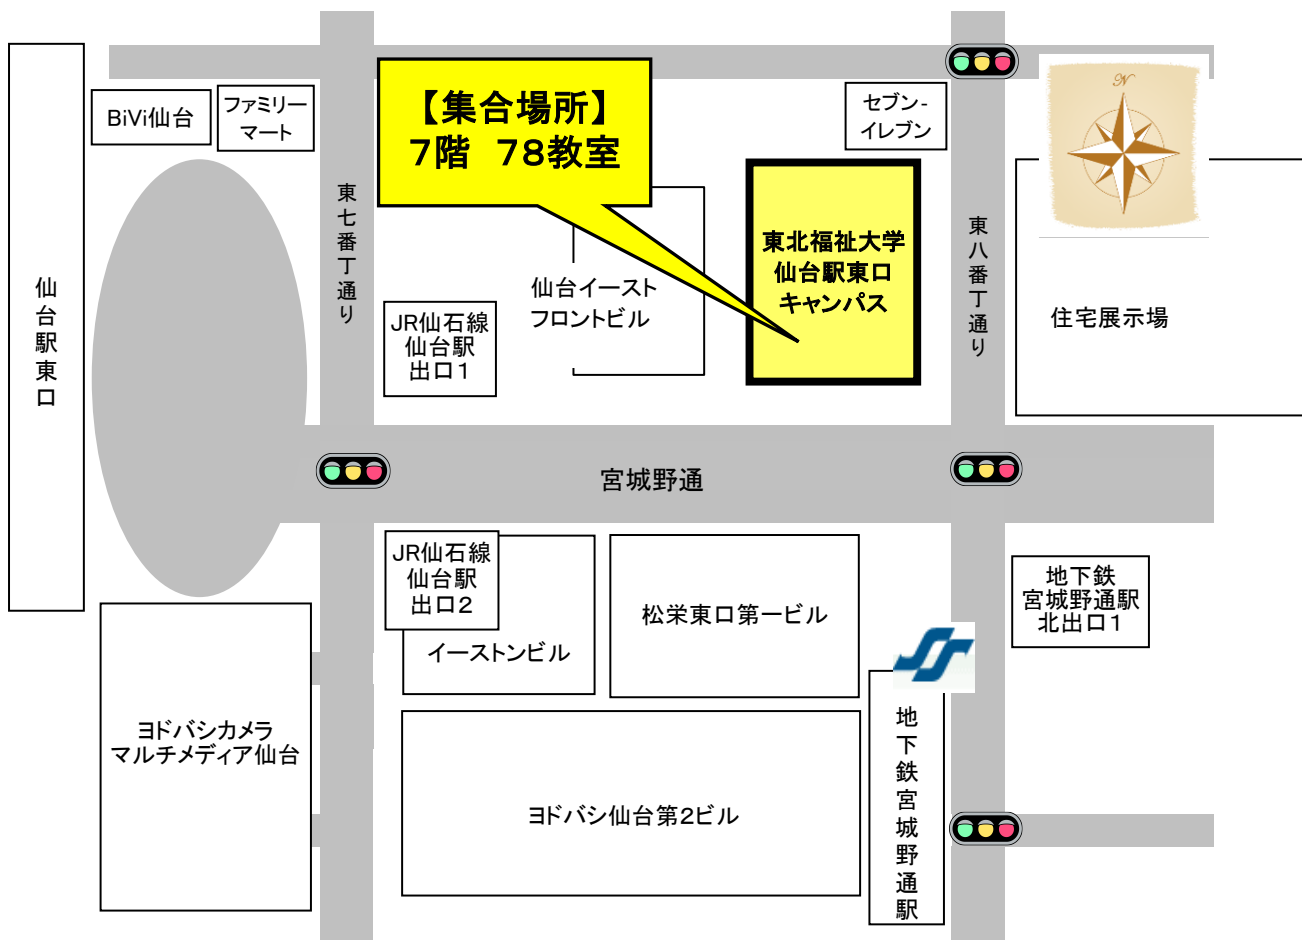 BiVi仙台
ファミリー
マート
【集合場所】
7階　78教室
セブン-
イレブン
N
仙台駅東口
東七番丁通り
JR仙石線
仙台駅
出口1
仙台イースト
フロントビル
東北福祉大学
仙台駅東口
キャンパス
東八番丁通り
住宅展示場
宮城野通
JR仙石線
仙台駅
出口2
イーストンビル
松栄東口第一ビル
地下鉄
宮城野通駅
北出口1
ヨドバシカメラ
マルチメディア仙台
ヨドバシ仙台第2ビル
地下鉄宮城野通駅